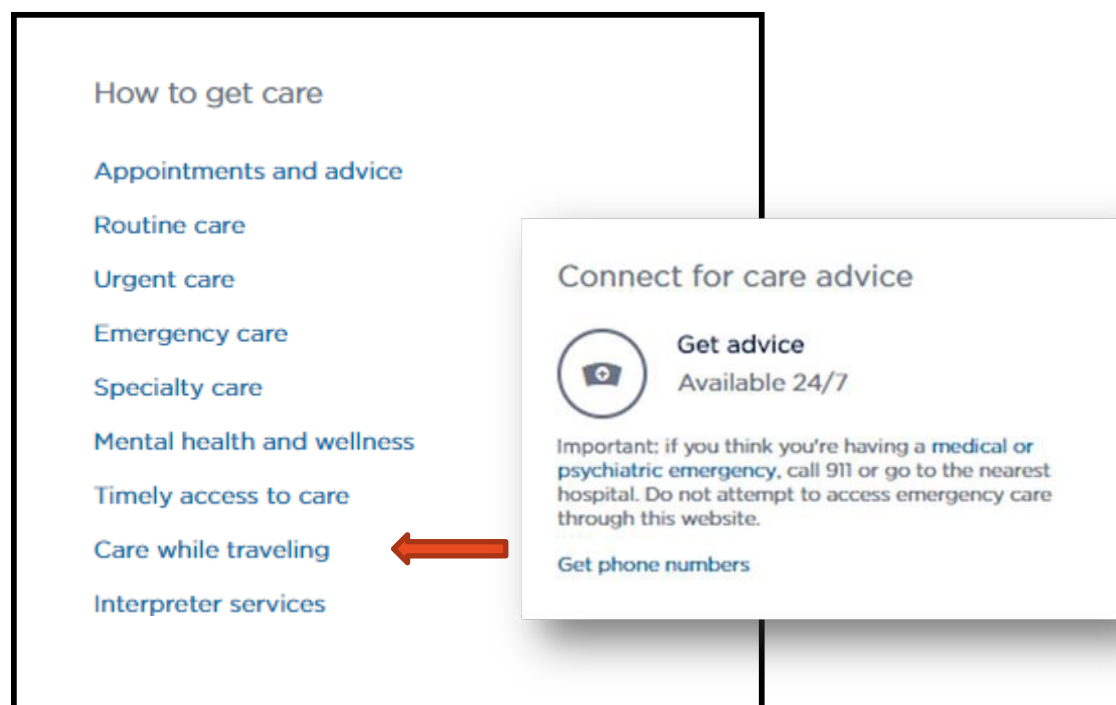 How to get care
Appointments and advice
Routine care
Urgent care
Emergency care
Specialty care
Mental health and wellness
Timely access to care
Care while traveling
Interpreter services
Connect for care advice
Get advice
Available 24/7
Important: if you think you're having a medical or
psychiatric emergency, call 911 or go to the nearest
hospital. Do not attempt to access emergency care
through this website.
Get phone numbers